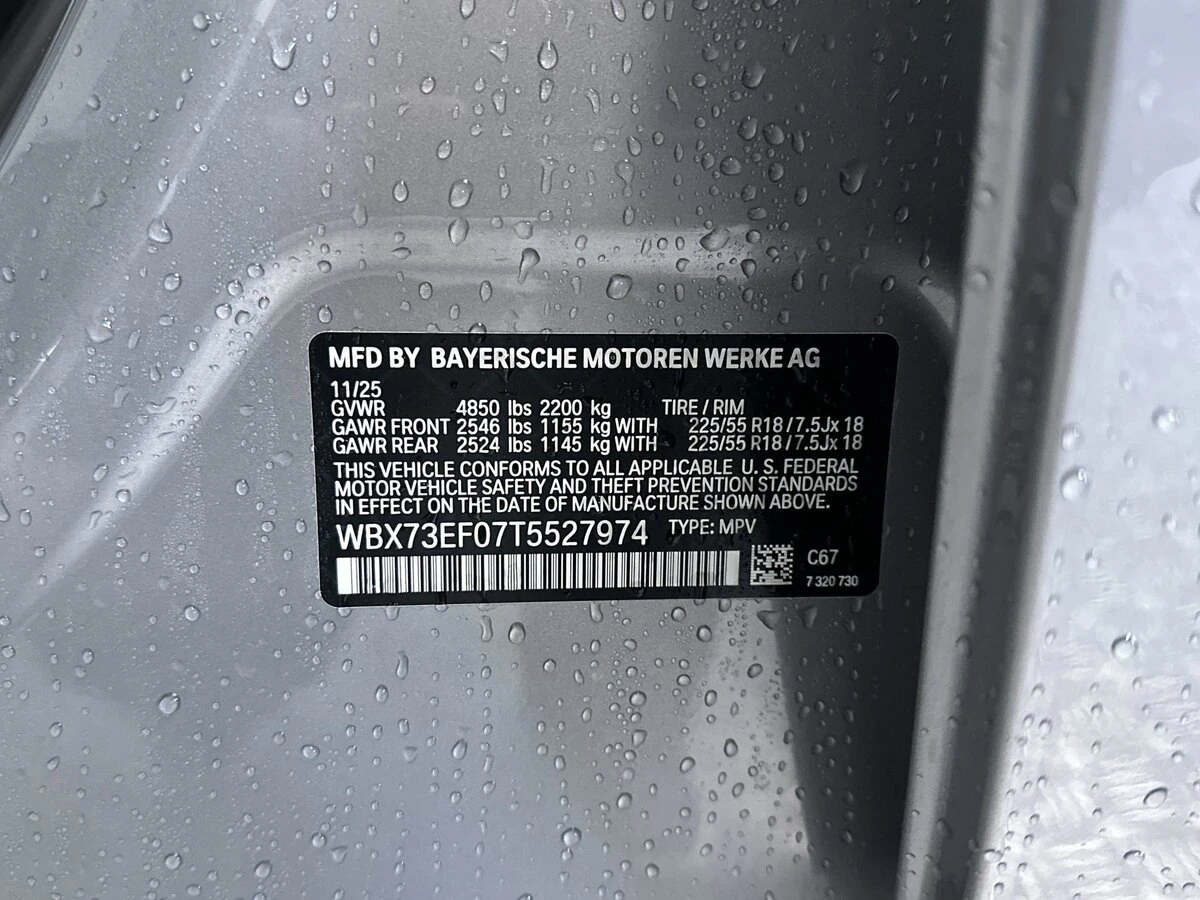 MFD BY BAYERISCHE MOTOREN WERKE AG
11/25
GVWR 4850 lbs 2200 kg TIRE / RIM
GAWR FRONT 2546 lbs 1155 kg WITH 225/55 R18 / 7.5Jx 18
GAWR REAR 2524 lbs 1145 kg WITH 225/55 R18 / 7.5Jx 18
THIS VEHICLE CONFORMS TO ALL APPLICABLE U. S. FEDERAL
MOTOR VEHICLE SAFETY AND THEFT PREVENTION STANDARDS
IN EFFECT ON THE DATE OF MANUFACTURE SHOWN ABOVE.
WBX73EF07T5527974 TYPE: MPV
C67
7 320 730